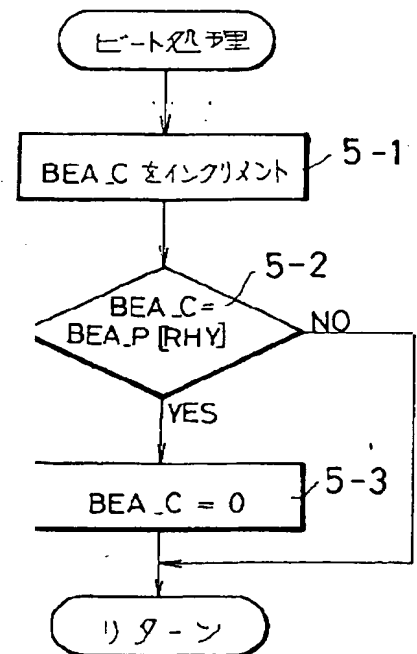 ビート処理
BEA_C をインクリメント
5-1
5-2
BEA_C=
BEA_P [RHY]
NO
YES
5-3
BEA_C = 0
リターン